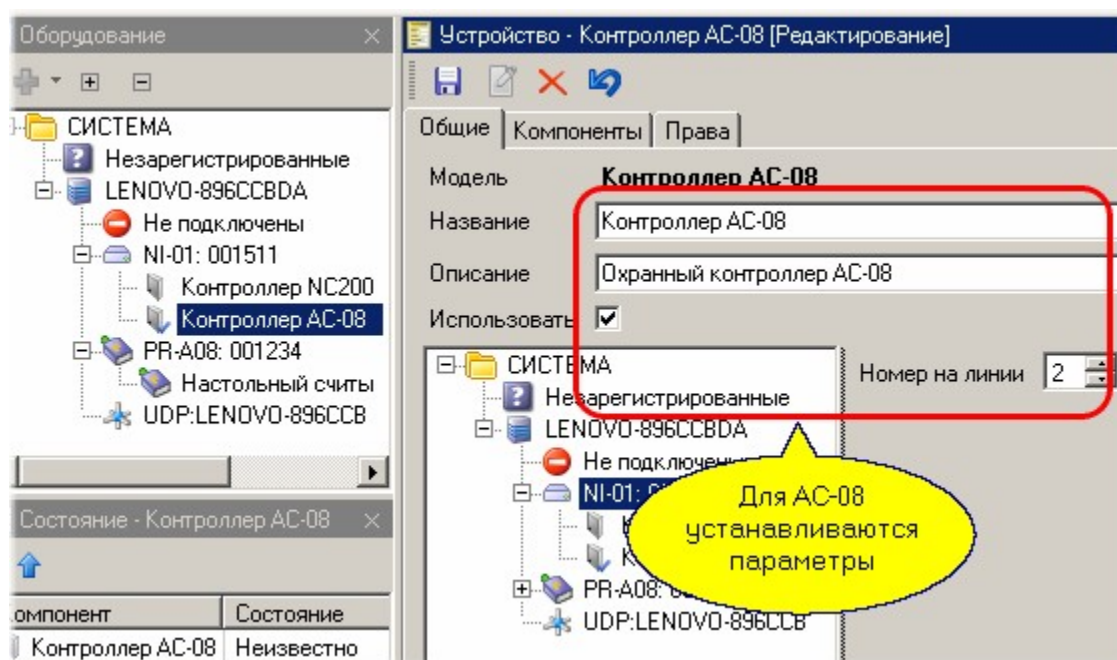 Оборудование
СИСТЕМА
Незарегистрированные
LENOVO-896CCBDA
Не подключены
NI-01: 001511
Контроллер NC200
Контроллер AC-08
PR-A08: 001234
Настольный считы
UDP:LENOVO-896CCB
Состояние - Контроллер AC-08
омпонент Состояние
Контроллер AC-08 Неизвестно
Устройство - Контроллер AC-08 [Редактирование]
Общие Компоненты Права
Модель Контроллер AC-08
Название Контроллер AC-08
Описание Охранный контроллер AC-08
Использовать
СИСТЕМА
Незарегистрированные
LENOVO-896CCBDA
Не подключены
NI-01:
PR-A08:
UDP:LENOVO-896CCB
Номер на линии 2
Для AC-08
устанавливаются
параметры